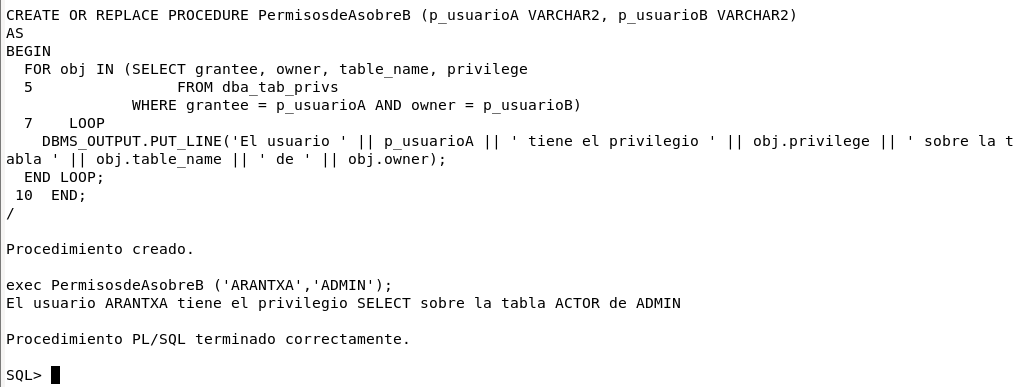 CREATE OR REPLACE PROCEDURE PermisosdeAsobreB (p_usuarioA VARCHAR2, p_usuarioB VARCHAR2)
AS
BEGIN
  FOR obj IN (SELECT grantee, owner, table_name, privilege
  5                FROM dba_tab_privs
              WHERE grantee = p_usuarioA AND owner = p_usuarioB)
  7    LOOP
    DBMS_OUTPUT.PUT_LINE('El usuario ' || p_usuarioA || ' tiene el privilegio ' || obj.privilege || ' sobre la t
abla ' || obj.table_name || ' de ' || obj.owner);
  END LOOP;
 10  END;
/
Procedimiento creado.
exec PermisosdeAsobreB ('ARANTXA','ADMIN');
El usuario ARANTXA tiene el privilegio SELECT sobre la tabla ACTOR de ADMIN
Procedimiento PL/SQL terminado correctamente.
SQL>